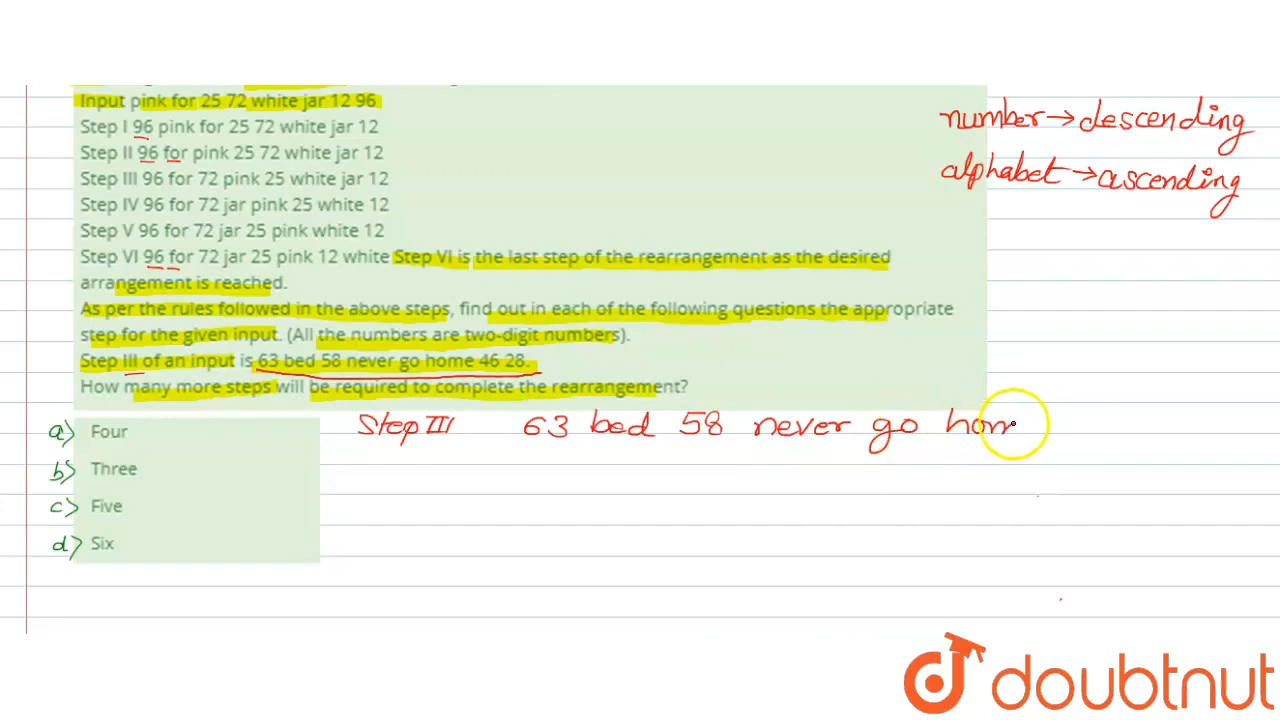 Input pink for 25 72 white jar 12 96
Step I 96 pink for 25 72 white jar 12
Step II 96 for pink 25 72 white jar 12
Step III 96 for 72 pink 25 white jar 12
Step IV 96 for 72 jar pink 25 white 12
Step V 96 for 72 jar 25 pink white 12
Step VI 96 for 72 jar 25 pink 12 white Step VI is the last step of the rearrangement as the desired
arrangement is reached.
As per the rules followed in the above steps, find out in each of the following questions the appropriate
step for the given input. (All the numbers are two-digit numbers).
Step III of an input is 63 bed 58 never go home 46 28.
How many more steps will be required to complete the rearrangement?
number→descending
alphabet→ascending
Step III 63 bed 58 never go hom
a) Four
b) Three
c) Five
d) Six
doubtnut